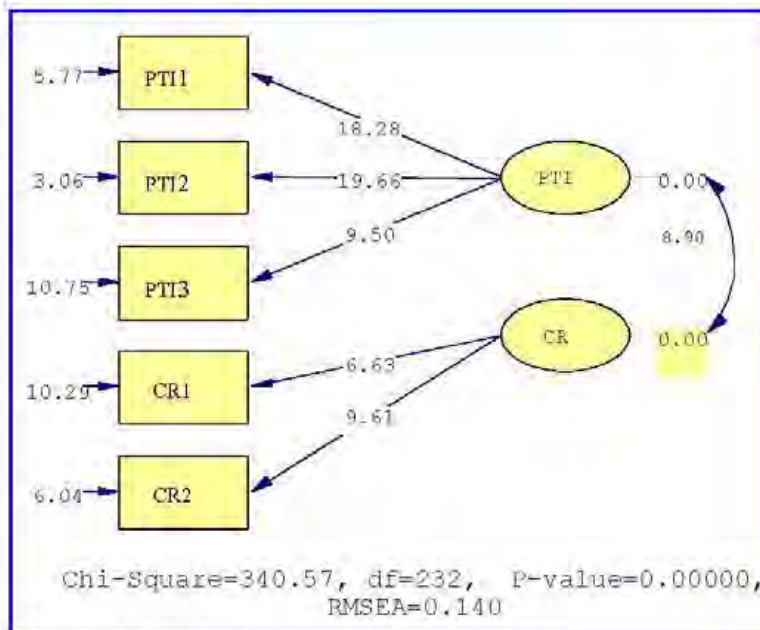 5.77 PTI1
18.28
3.06 PTI2 19.66 PTI 0.00
9.50 8.90
10.75 PTI3
CR 0.00
6.63
10.29 CR1
9.61
6.04 CR2
Chi-Square=340.57, df=232, P-value=0.00000,
RMSEA=0.140